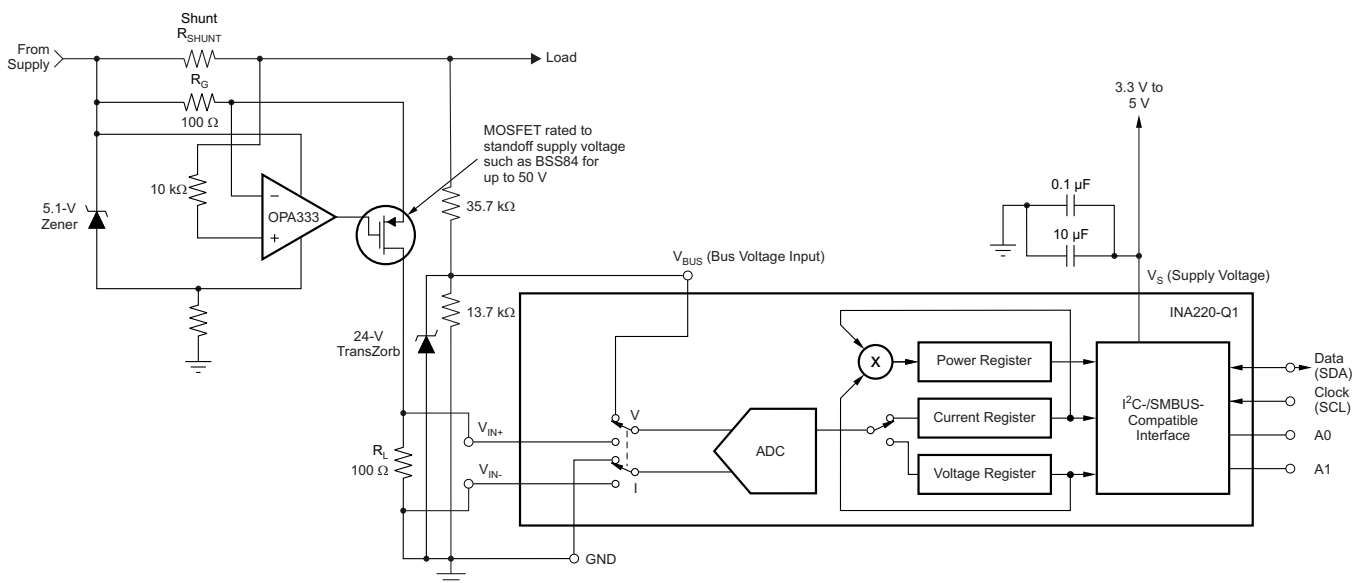 Shunt
R_SHUNT
From
Supply
Load
R_G
100 Ω
MOSFET rated to
standoff supply voltage
such as BSS84 for
up to 50 V
3.3 V to
5 V
10 kΩ
−
OPA333
+
5.1-V
Zener
35.7 kΩ
0.1 µF
10 µF
V_BUS (Bus Voltage Input)
V_S (Supply Voltage)
13.7 kΩ
INA220-Q1
24-V
TransZorb
X
Power Register
Data
(SDA)
Clock
(SCL)
V
V_IN+
Current Register
I²C-/SMBUS-
Compatible
Interface
ADC
A0
R_L
100 Ω
V_IN-
Voltage Register
A1
I
GND